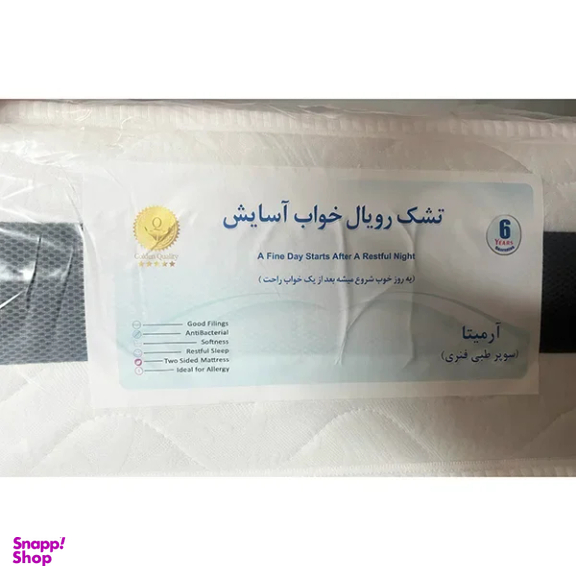 تشک رویال خواب آسایش
6
YEARS
Golden Quality
A Fine Day Starts After A Restful Night
(یه روز خوب شروع میشه بعد از یک خواب راحت)
Good Filings
AntiBacterial
Softness
Restful Sleep
Two Sided Mattress
Ideal for Allergy
آرمیتا
(سوپر طبی فنری)
Snapp!
Shop